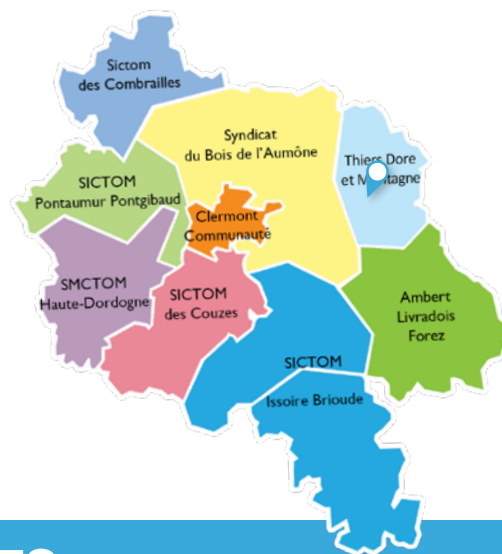 Sictom
des Combrailles
Syndicat
du Bois de l'Aumône
Thiers Dore
et Montagne
SICTOM
Pontaumur Pontgibaud
Clermont
Communauté
SMCTOM
Haute-Dordogne
SICTOM
des Couzes
Ambert
Livradois
Forez
SICTOM
Issoire Brioude